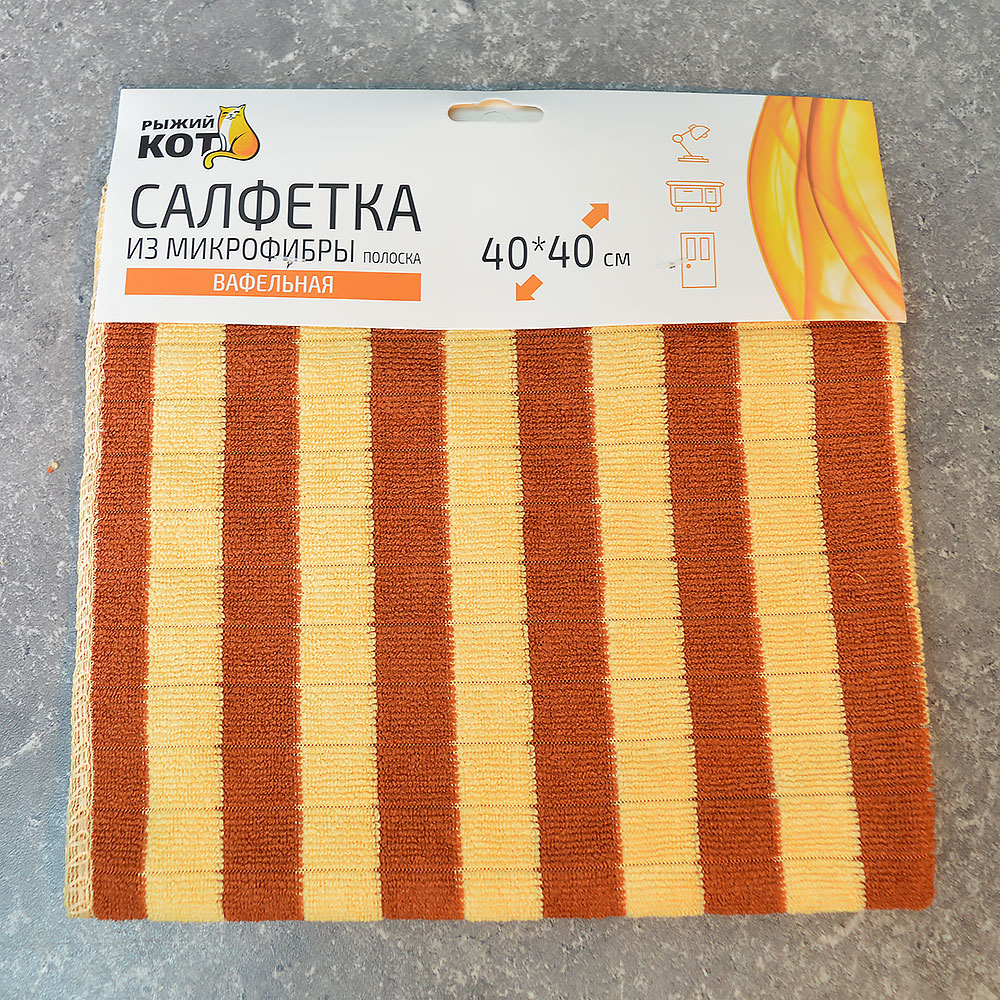 РЫЖИЙ
КОТ
САЛФЕТКА
ИЗ МИКРОФИБРЫ ПОЛОСКА
ВАФЕЛЬНАЯ
40*40 см